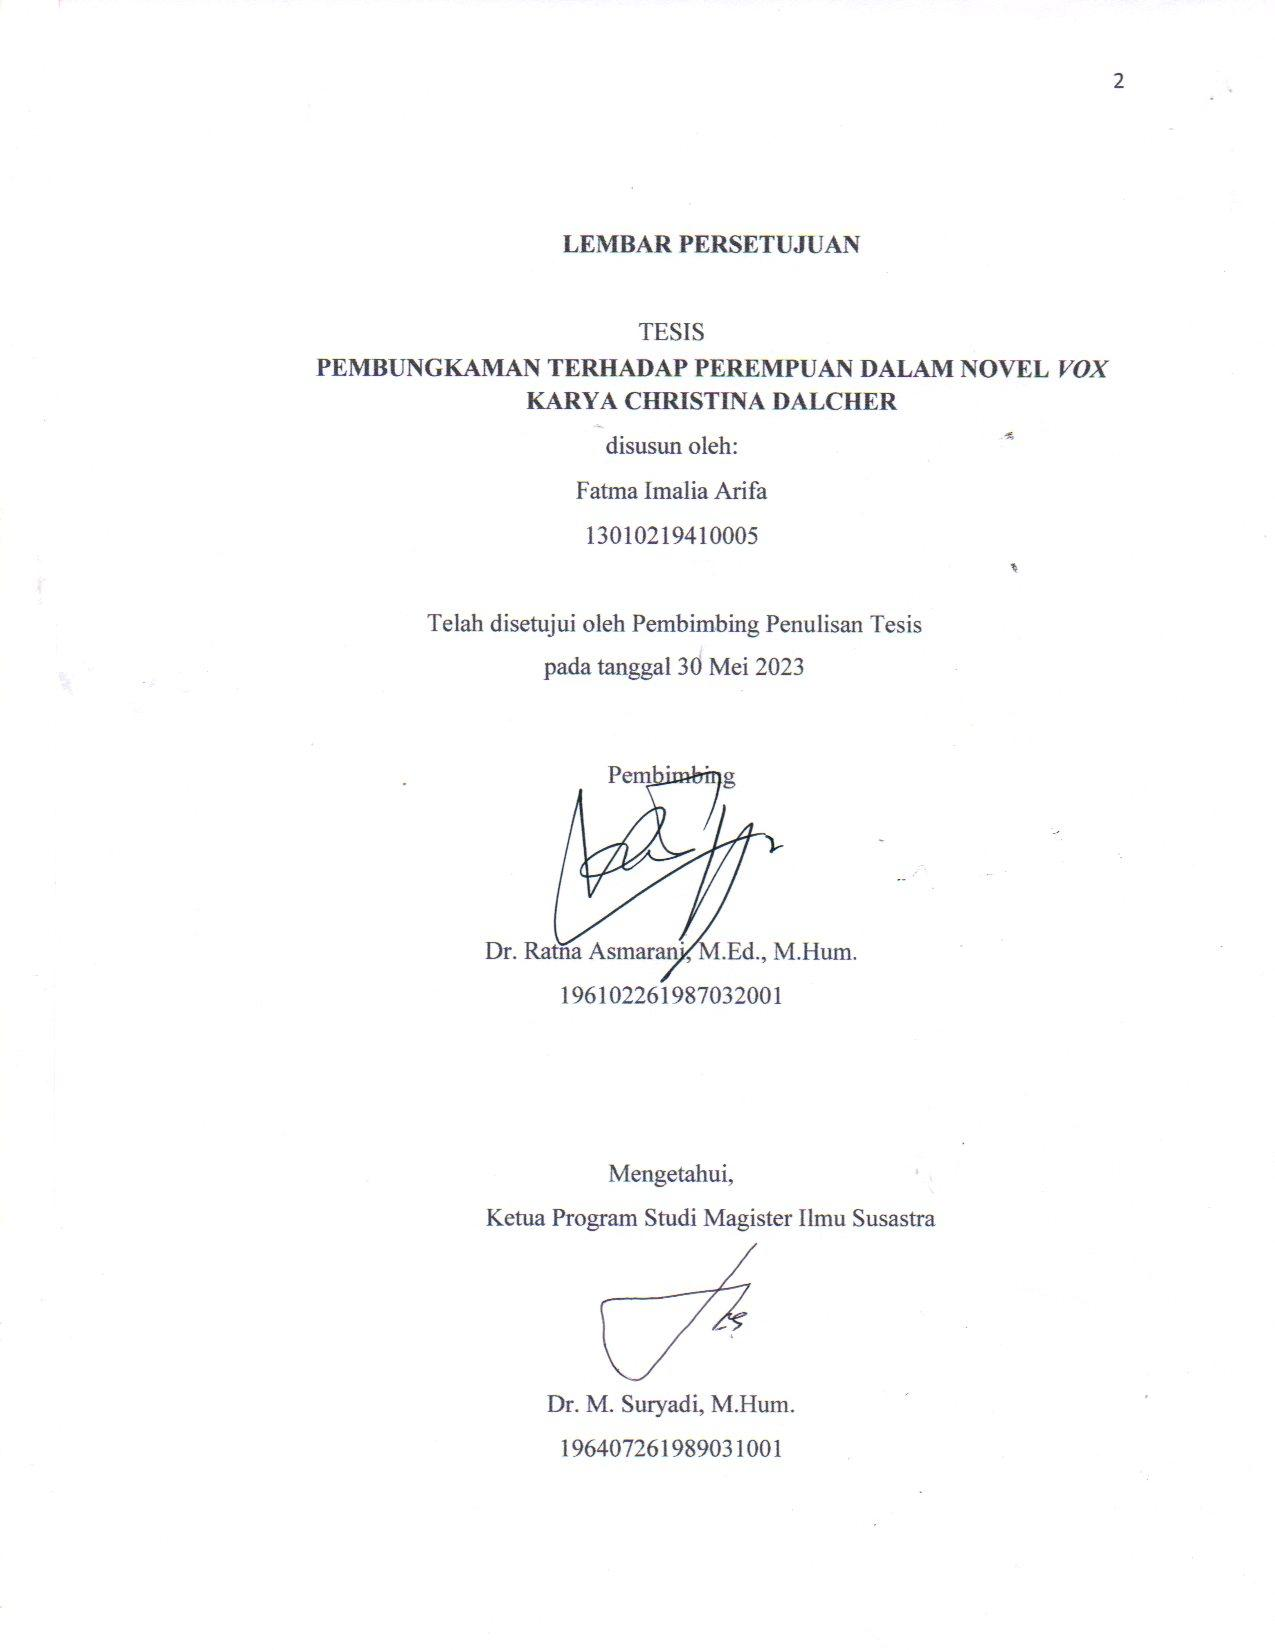 2
LEMBAR PERSETUJUAN
TESIS
PEMBUNGKAMAN TERHADAP PEREMPUAN DALAM NOVEL VOX
KARYA CHRISTINA DALCHER
disusun oleh:
Fatma Imalia Arifa
13010219410005
Telah disetujui oleh Pembimbing Penulisan Tesis
pada tanggal 30 Mei 2023
Pembimbing
Dr. Ratna Asmarani, M.Ed., M.Hum.
196102261987032001
Mengetahui,
Ketua Program Studi Magister Ilmu Susastra
Dr. M. Suryadi, M.Hum.
196407261989031001